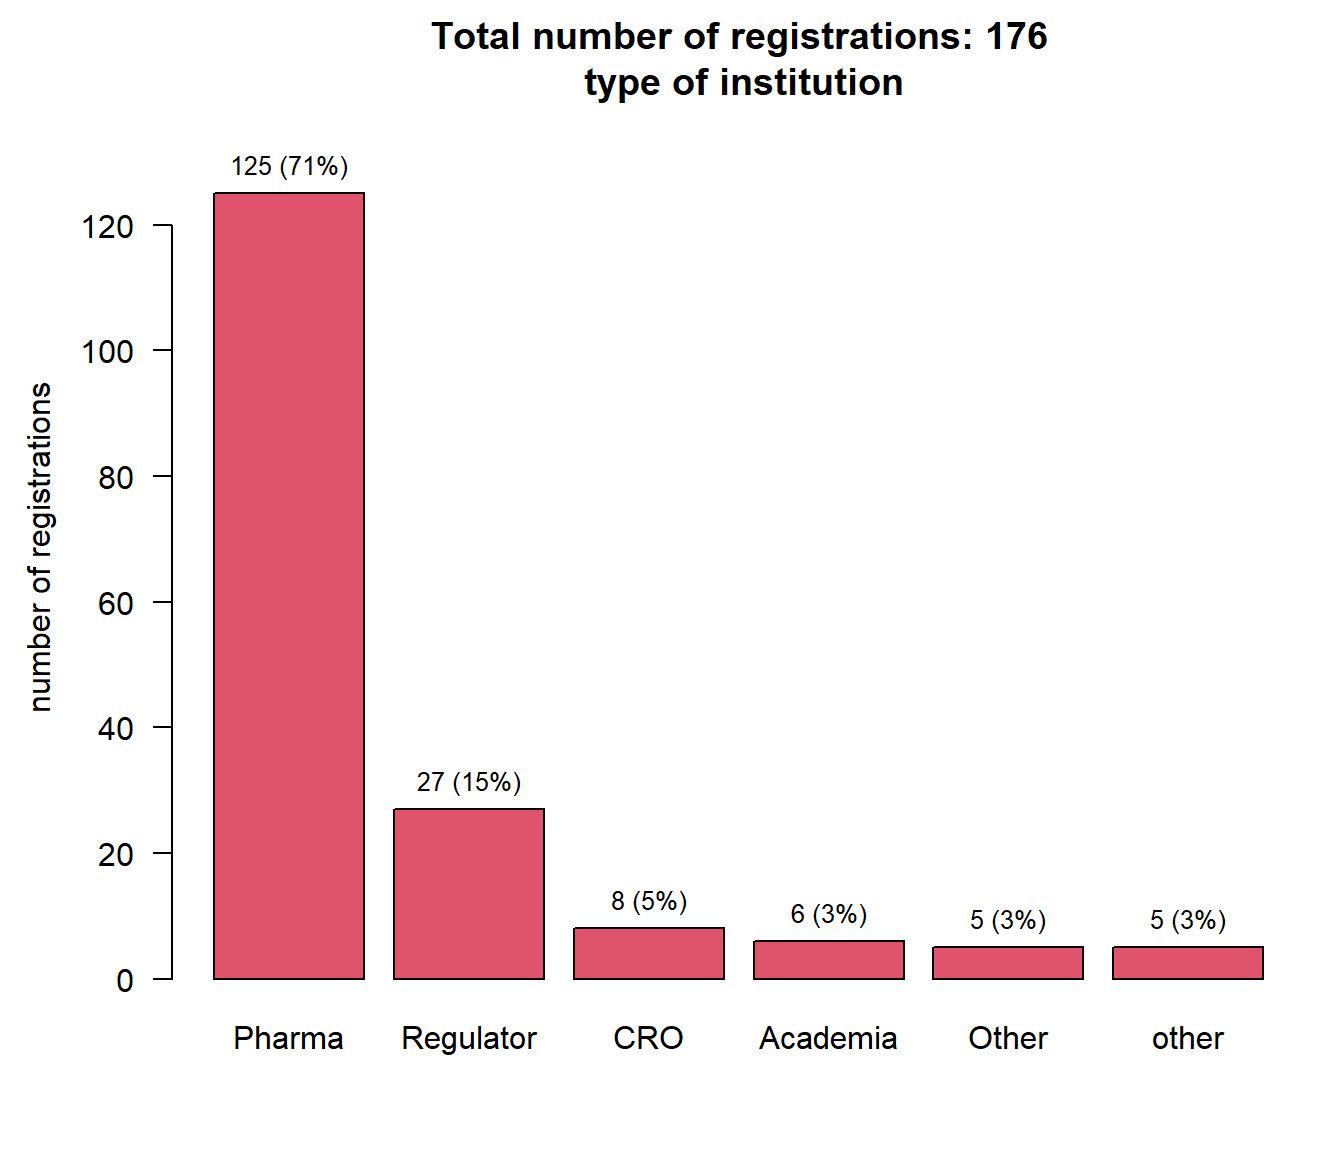 Total number of registrations: 176
type of institution
125 (71%)
27 (15%)
8 (5%)
6 (3%)
5 (3%)
5 (3%)
number of registrations
120
100
80
60
40
20
0
Pharma
Regulator
CRO
Academia
Other
other